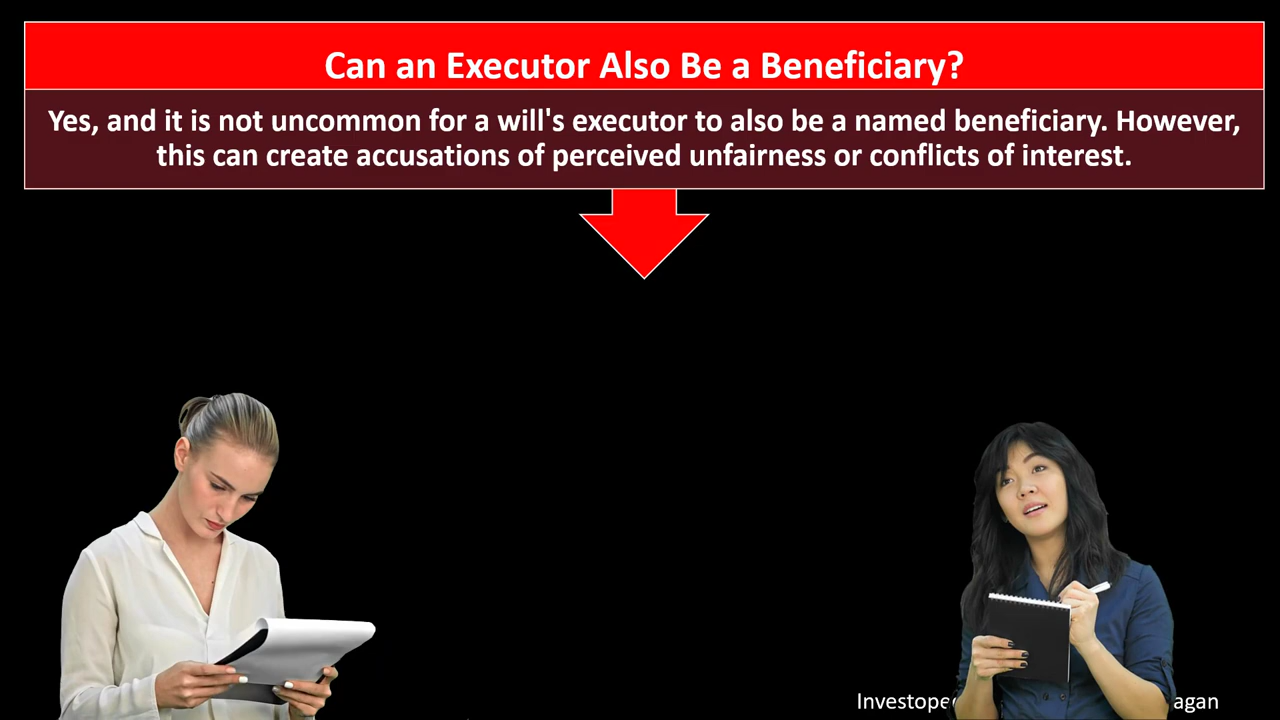 Can an Executor Also Be a Beneficiary?
Yes, and it is not uncommon for a will's executor to also be a named beneficiary. However,
this can create accusations of perceived unfairness or conflicts of interest.